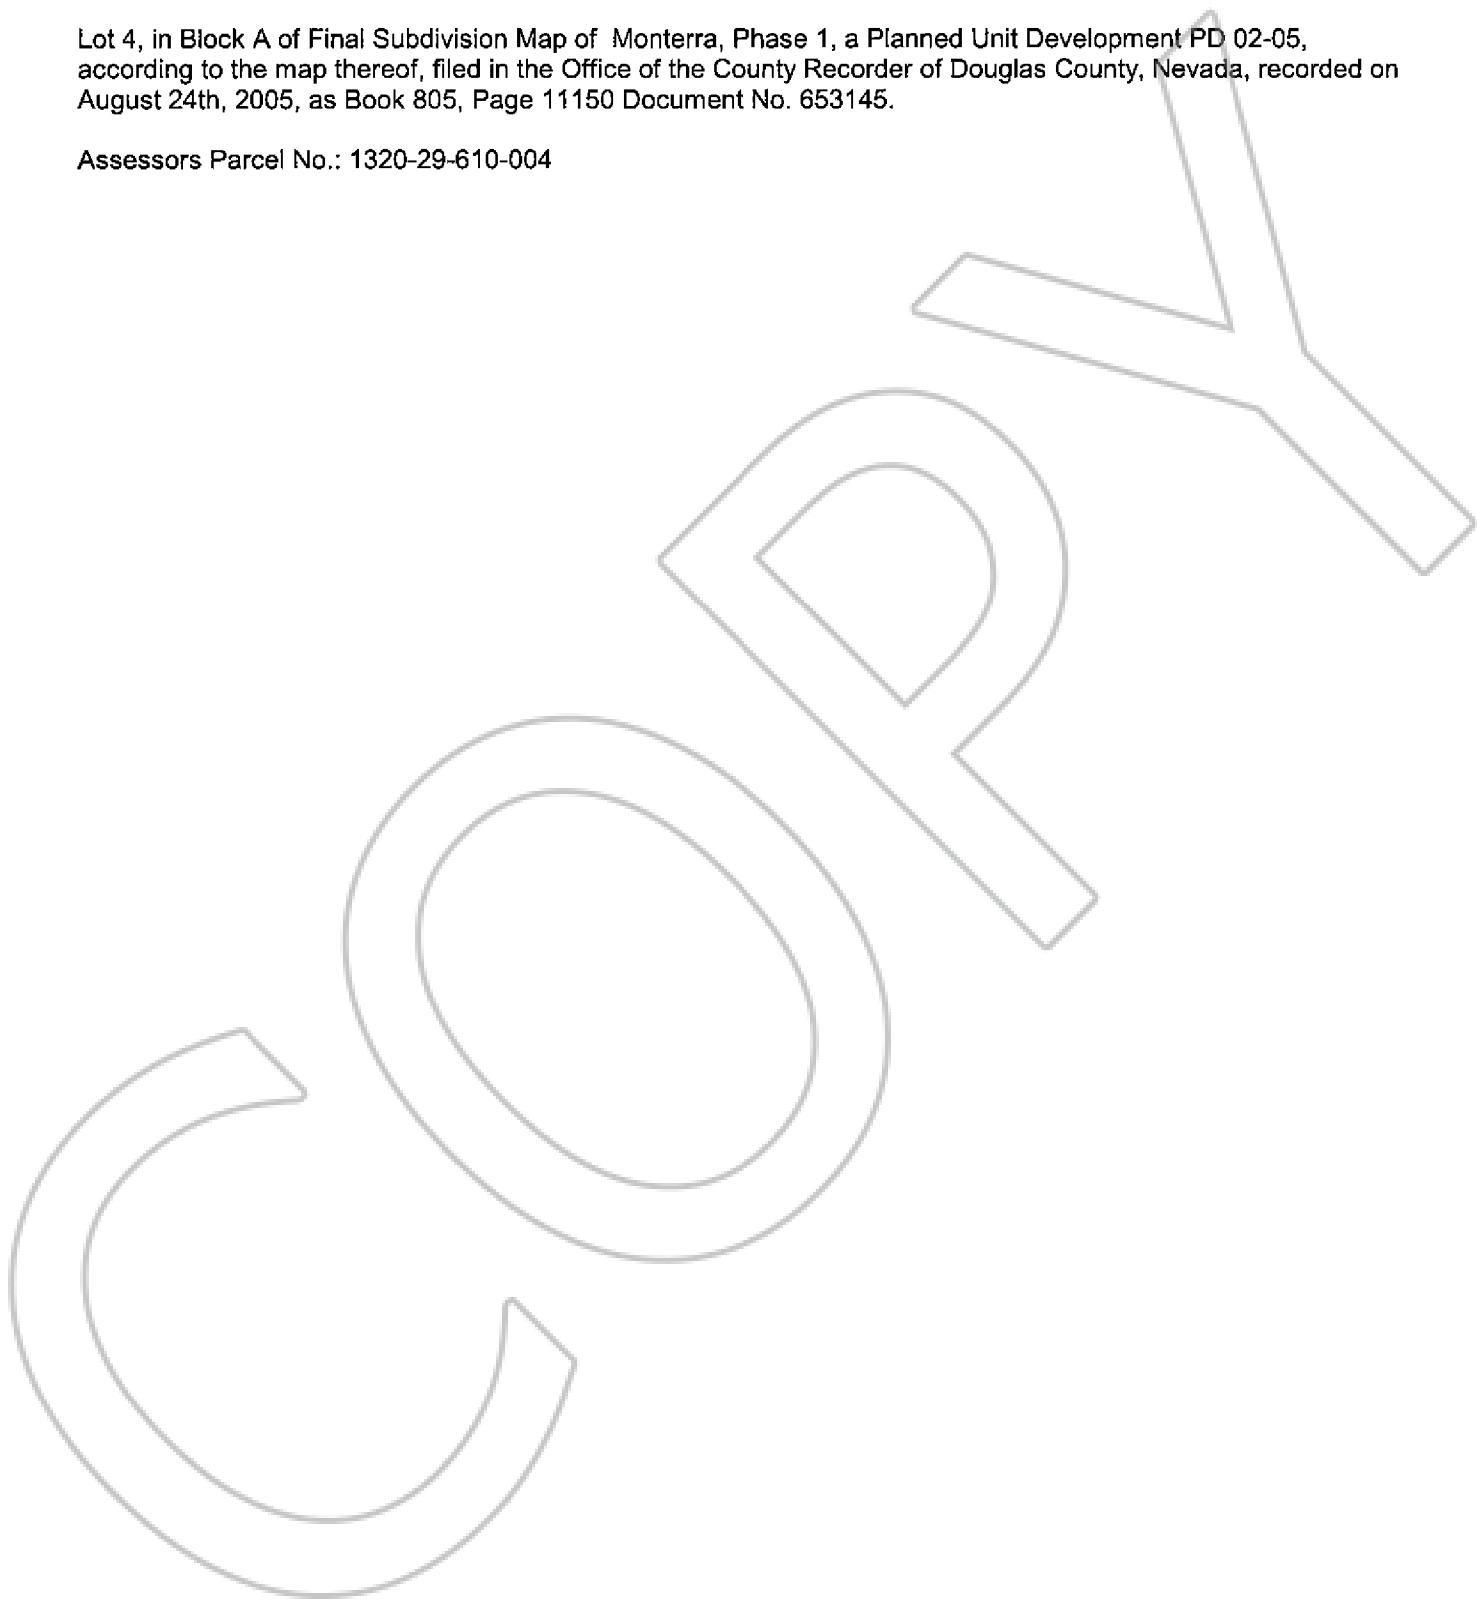 Lot 4, in Block A of Final Subdivision Map of  Monterra, Phase 1, a Planned Unit Development PD 02-05,
according to the map thereof, filed in the Office of the County Recorder of Douglas County, Nevada, recorded on
August 24th, 2005, as Book 805, Page 11150 Document No. 653145.
Assessors Parcel No.: 1320-29-610-004
COPY